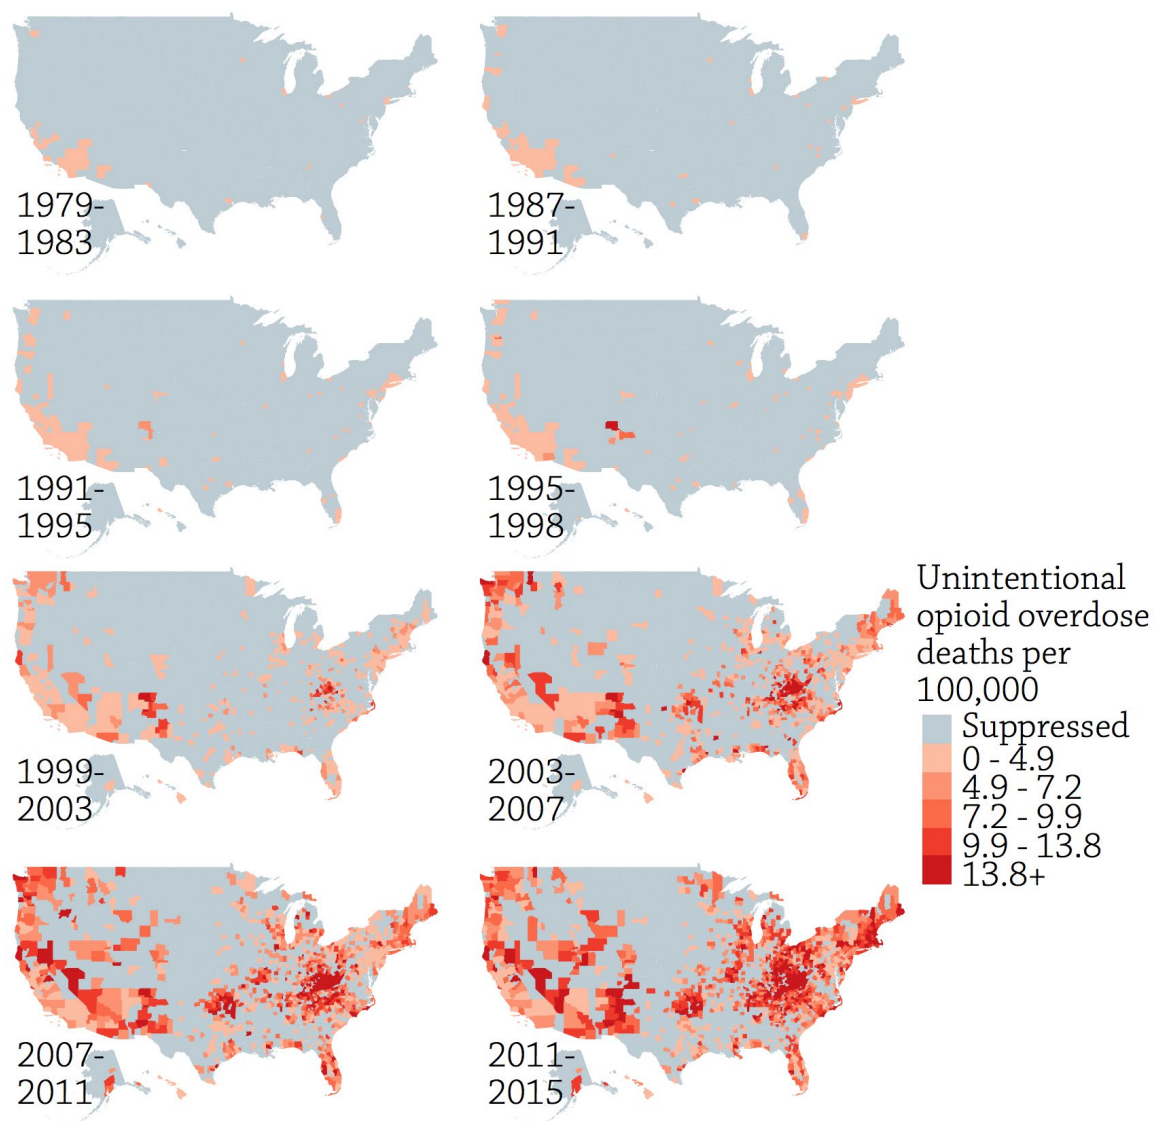 1979-
1983
1987-
1991
1991-
1995
1995-
1998
1999-
2003
2003-
2007
Unintentional
opioid overdose
deaths per
100,000
Suppressed
0 - 4.9
4.9 - 7.2
7.2 - 9.9
9.9 - 13.8
13.8+
2007-
2011
2011-
2015